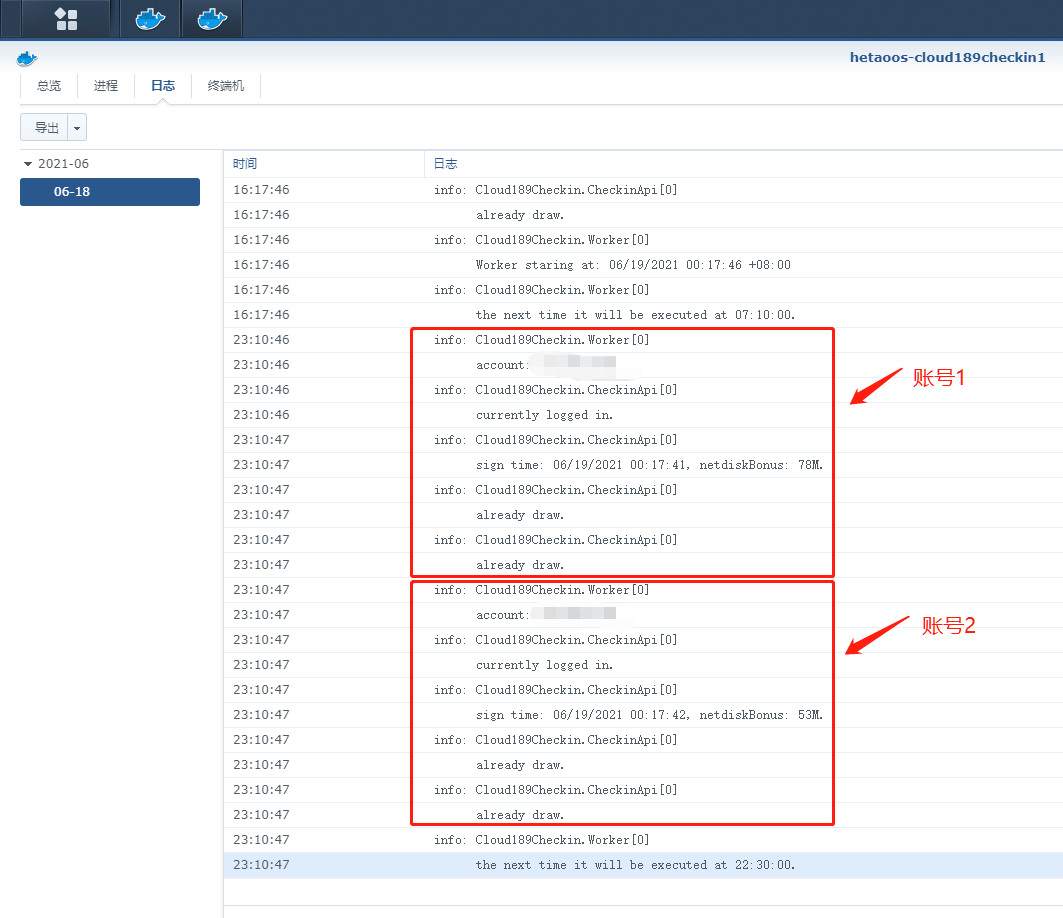 hetaoos-cloud189checkin1
总览 进程 日志 终端机
导出
2021-06
06-18
时间 日志
16:17:46 info: Cloud189Checkin.CheckinApi[0]
16:17:46 already draw.
16:17:46 info: Cloud189Checkin.Worker[0]
16:17:46 Worker staring at: 06/19/2021 00:17:46 +08:00
16:17:46 info: Cloud189Checkin.Worker[0]
16:17:46 the next time it will be executed at 07:10:00.
23:10:46 info: Cloud189Checkin.Worker[0]
23:10:46 account:
23:10:46 info: Cloud189Checkin.CheckinApi[0]
23:10:46 currently logged in.
23:10:47 info: Cloud189Checkin.CheckinApi[0]
23:10:47 sign time: 06/19/2021 00:17:41, netdiskBonus: 78M.
23:10:47 info: Cloud189Checkin.CheckinApi[0]
23:10:47 already draw.
23:10:47 info: Cloud189Checkin.CheckinApi[0]
23:10:47 already draw.
账号1
23:10:47 info: Cloud189Checkin.Worker[0]
23:10:47 account:
23:10:47 info: Cloud189Checkin.CheckinApi[0]
23:10:47 currently logged in.
23:10:47 info: Cloud189Checkin.CheckinApi[0]
23:10:47 sign time: 06/19/2021 00:17:42, netdiskBonus: 53M.
23:10:47 info: Cloud189Checkin.CheckinApi[0]
23:10:47 already draw.
23:10:47 info: Cloud189Checkin.CheckinApi[0]
23:10:47 already draw.
账号2
23:10:47 info: Cloud189Checkin.Worker[0]
23:10:47 the next time it will be executed at 22:30:00.